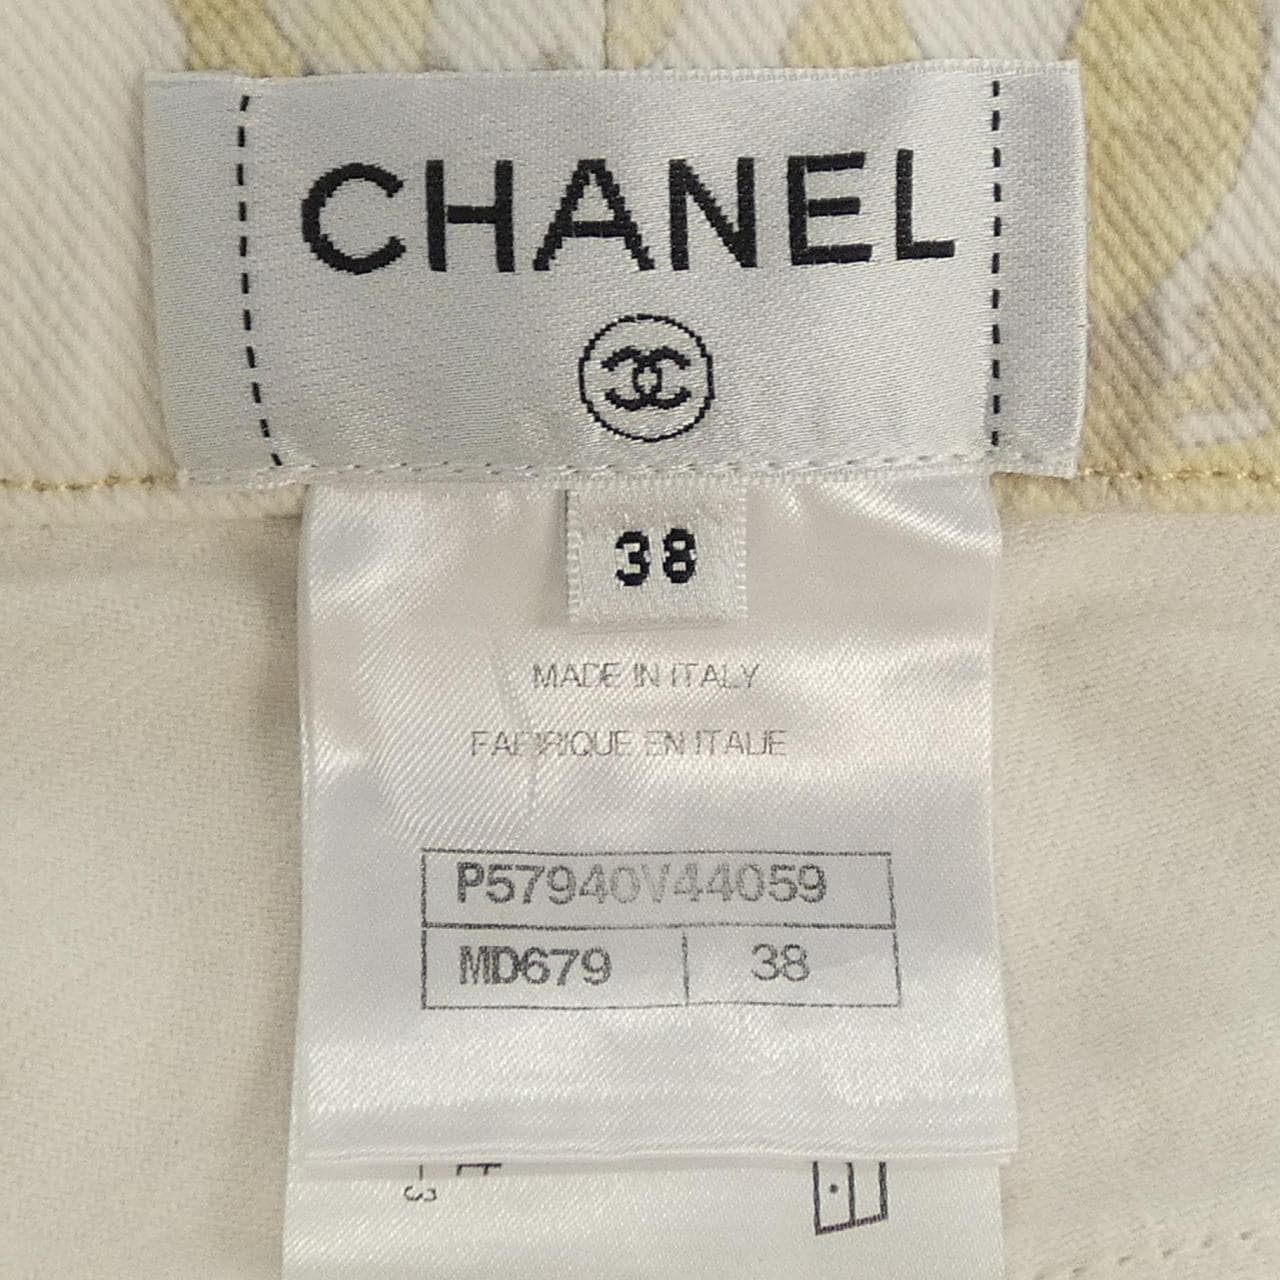 CHANEL
38
MADE IN ITALY
FABRIQUE EN ITALIE
P57940V44059
MD679 38